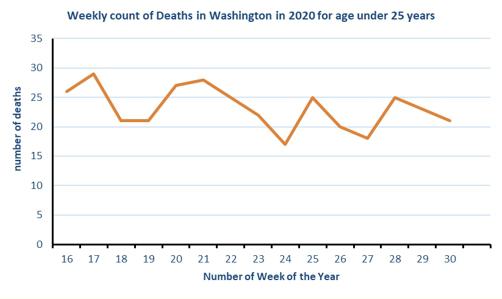 Weekly count of Deaths in Washington in 2020 for age under 25 years
number of deaths
35
30
25
20
15
10
5
0
16 17 18 19 20 21 22 23 24 25 26 27 28 29 30
Number of Week of the Year